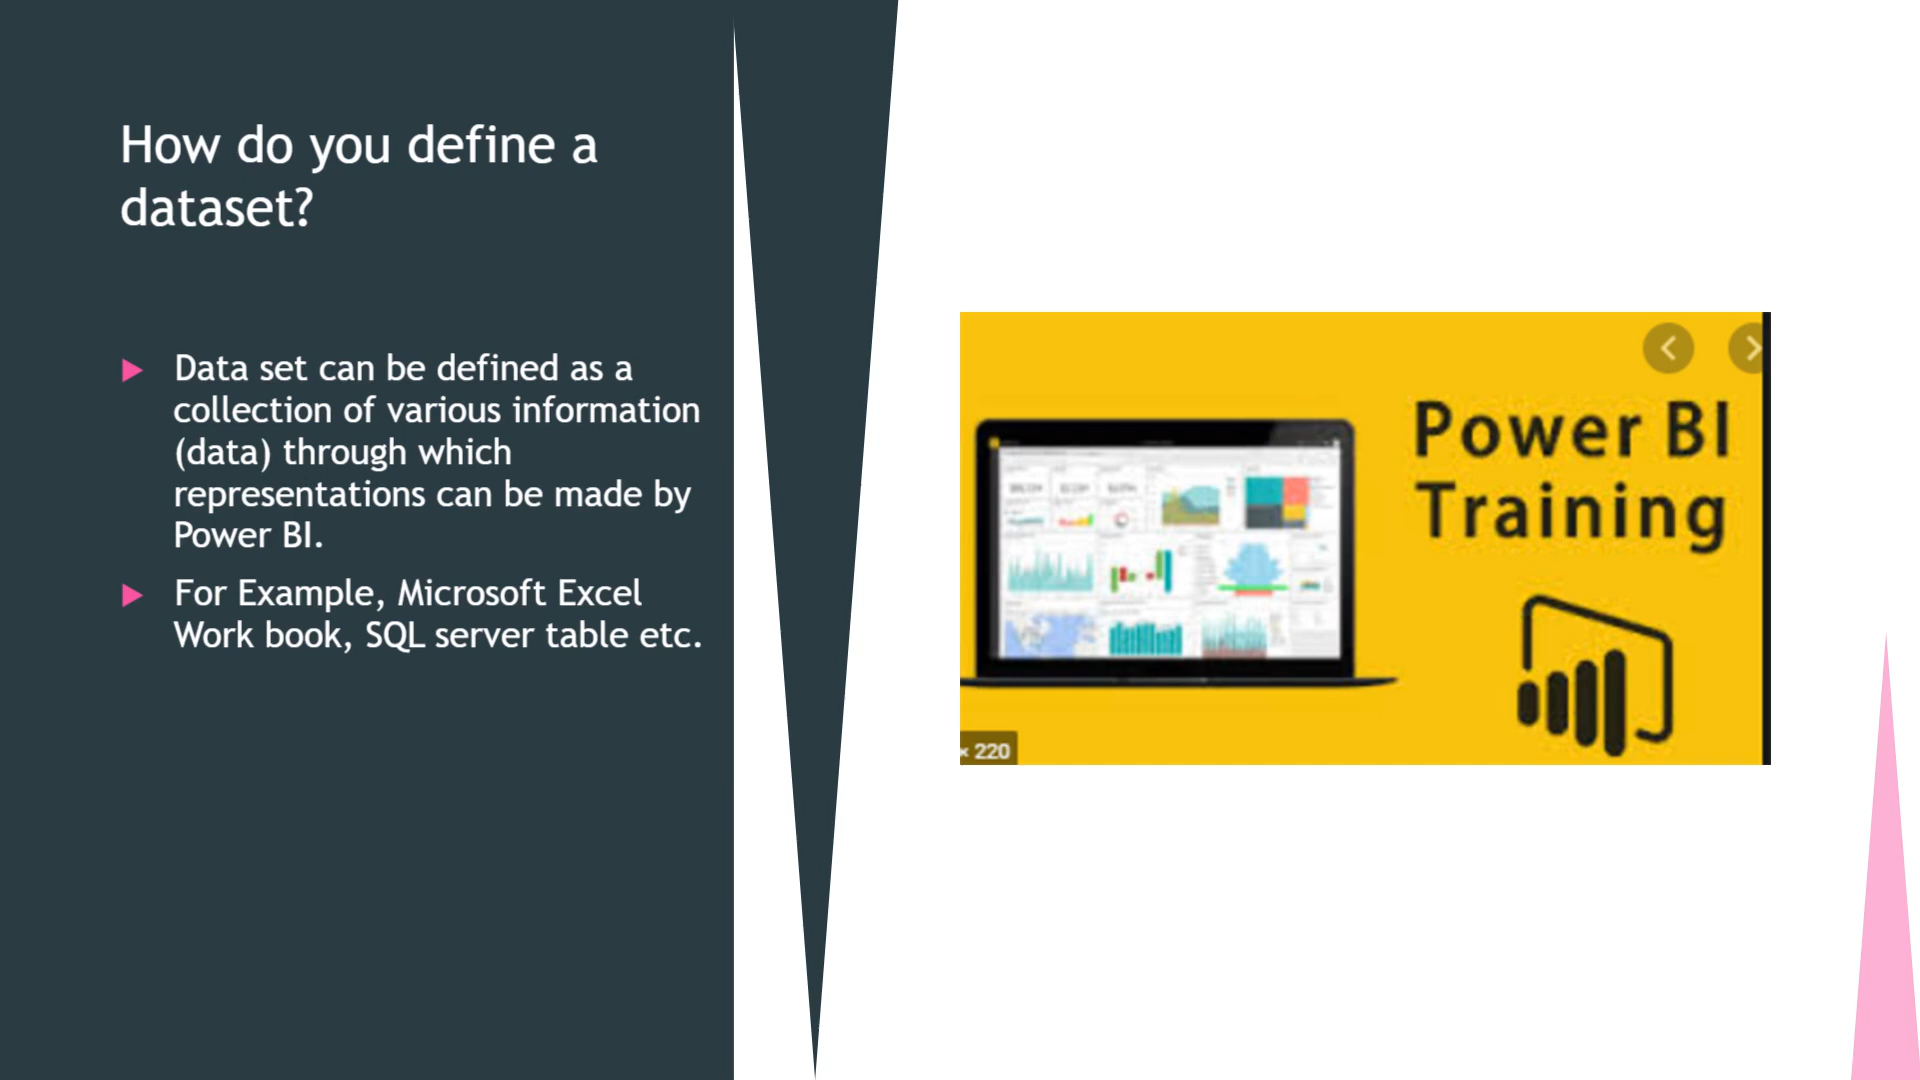 How do you define a
dataset?
Data set can be defined as a
collection of various information
(data) through which
representations can be made by
Power BI.
For Example, Microsoft Excel
Work book, SQL server table etc.
Power BI
Training
× 220